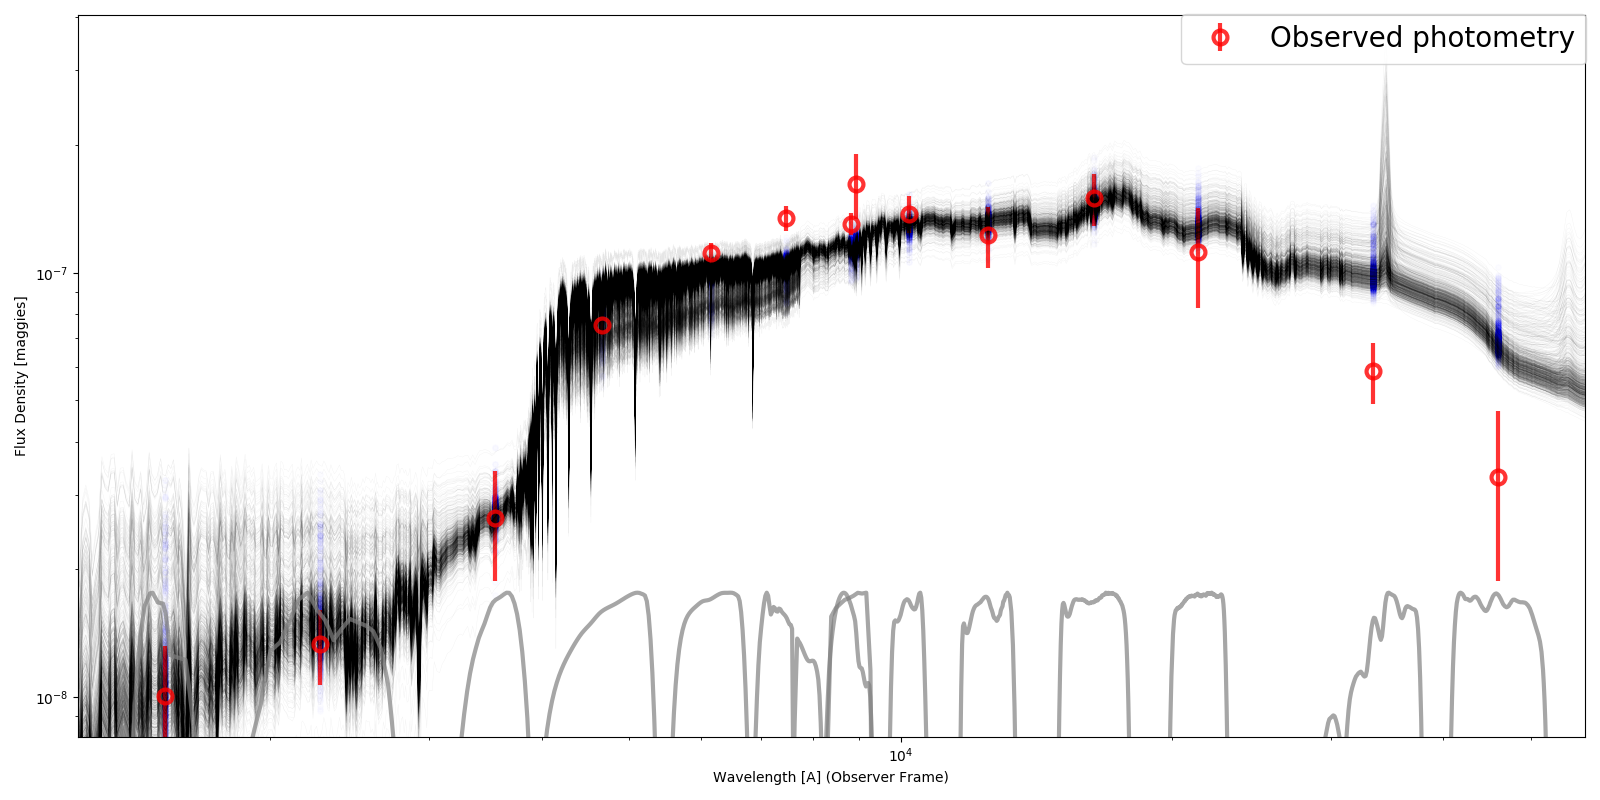 Observed photometry
Flux Density [maggies]
10⁻⁷
10⁻⁸
10⁴
Wavelength [A] (Observer Frame)